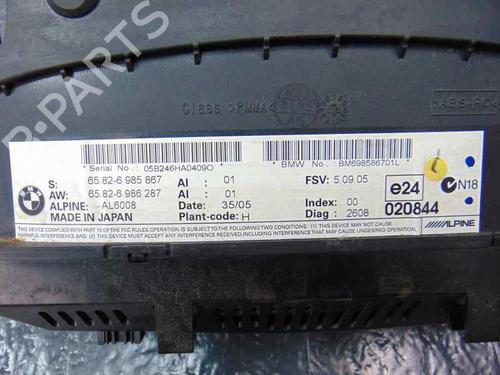 B-PARTS
Glass >PMMA<
>ABS-PC<
*Serial No.* 05B246HA0409O
*BMW No.* BM698586701L
S: 65.82-6 985 867 AI : 01 FSV: 5.09.05
AW: 65.82-6 986 287 AI : 01
e24 N18
ALPINE: -AL6008 Date: 35/05 Index: 00
MADE IN JAPAN Plant-code: H Diag : 2608 020844
THIS DEVICE COMPLIES WITH PART 15 OF THE FCC RULES OPERATION IS SUBJECT TO THE FOLLOWING TWO CONDITIONS: (1) THIS DEVICE MAY NOT CAUSE
HARMFUL INTERFERENCE, AND (2) THIS DEVICE MUST ACCEPT ANY INTERFERENCE RECEIVED, INCLUDING INTERFERENCE THAT MAY CAUSE UNDESIRED OPERATION.
ALPINE